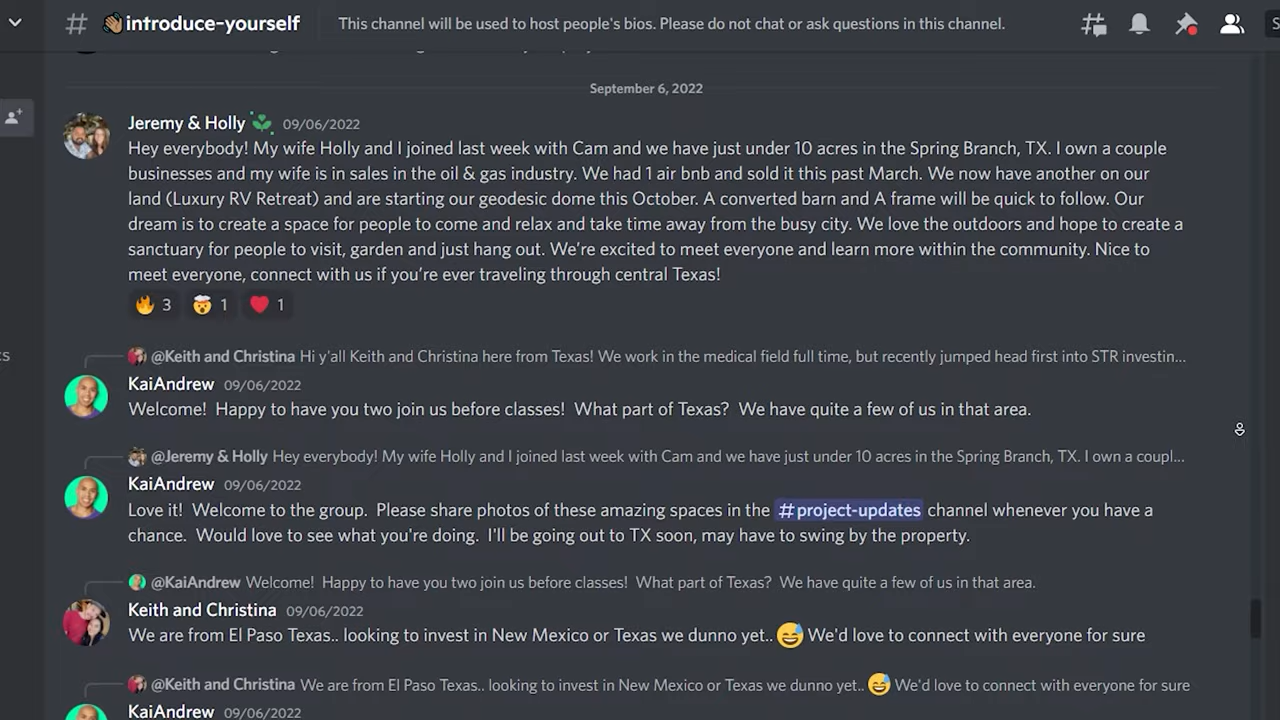 # 👋🏽introduce-yourself This channel will be used to host people's bios. Please do not chat or ask questions in this channel.
September 6, 2022
Jeremy & Holly 09/06/2022
Hey everybody! My wife Holly and I joined last week with Cam and we have just under 10 acres in the Spring Branch, TX. I own a couple
businesses and my wife is in sales in the oil & gas industry. We had 1 air bnb and sold it this past March. We now have another on our
land (Luxury RV Retreat) and are starting our geodesic dome this October. A converted barn and A frame will be quick to follow. Our
dream is to create a space for people to come and relax and take time away from the busy city. We love the outdoors and hope to create a
sanctuary for people to visit, garden and just hang out. We're excited to meet everyone and learn more within the community. Nice to
meet everyone, connect with us if you're ever traveling through central Texas!
🔥 3 🤯 1 ❤️ 1
@Keith and Christina Hi y'all Keith and Christina here from Texas! We work in the medical field full time, but recently jumped head first into STR investin...
KaiAndrew 09/06/2022
Welcome! Happy to have you two join us before classes! What part of Texas? We have quite a few of us in that area.
@Jeremy & Holly Hey everybody! My wife Holly and I joined last week with Cam and we have just under 10 acres in the Spring Branch, TX. I own a coupl...
KaiAndrew 09/06/2022
Love it! Welcome to the group. Please share photos of these amazing spaces in the #project-updates channel whenever you have a
chance. Would love to see what you're doing. I'll be going out to TX soon, may have to swing by the property.
@KaiAndrew Welcome! Happy to have you two join us before classes! What part of Texas? We have quite a few of us in that area.
Keith and Christina 09/06/2022
We are from El Paso Texas.. looking to invest in New Mexico or Texas we dunno yet.. 😅 We'd love to connect with everyone for sure
@Keith and Christina We are from El Paso Texas.. looking to invest in New Mexico or Texas we dunno yet.. 😅 We'd love to connect with everyone for sure
KaiAndrew 09/06/2022